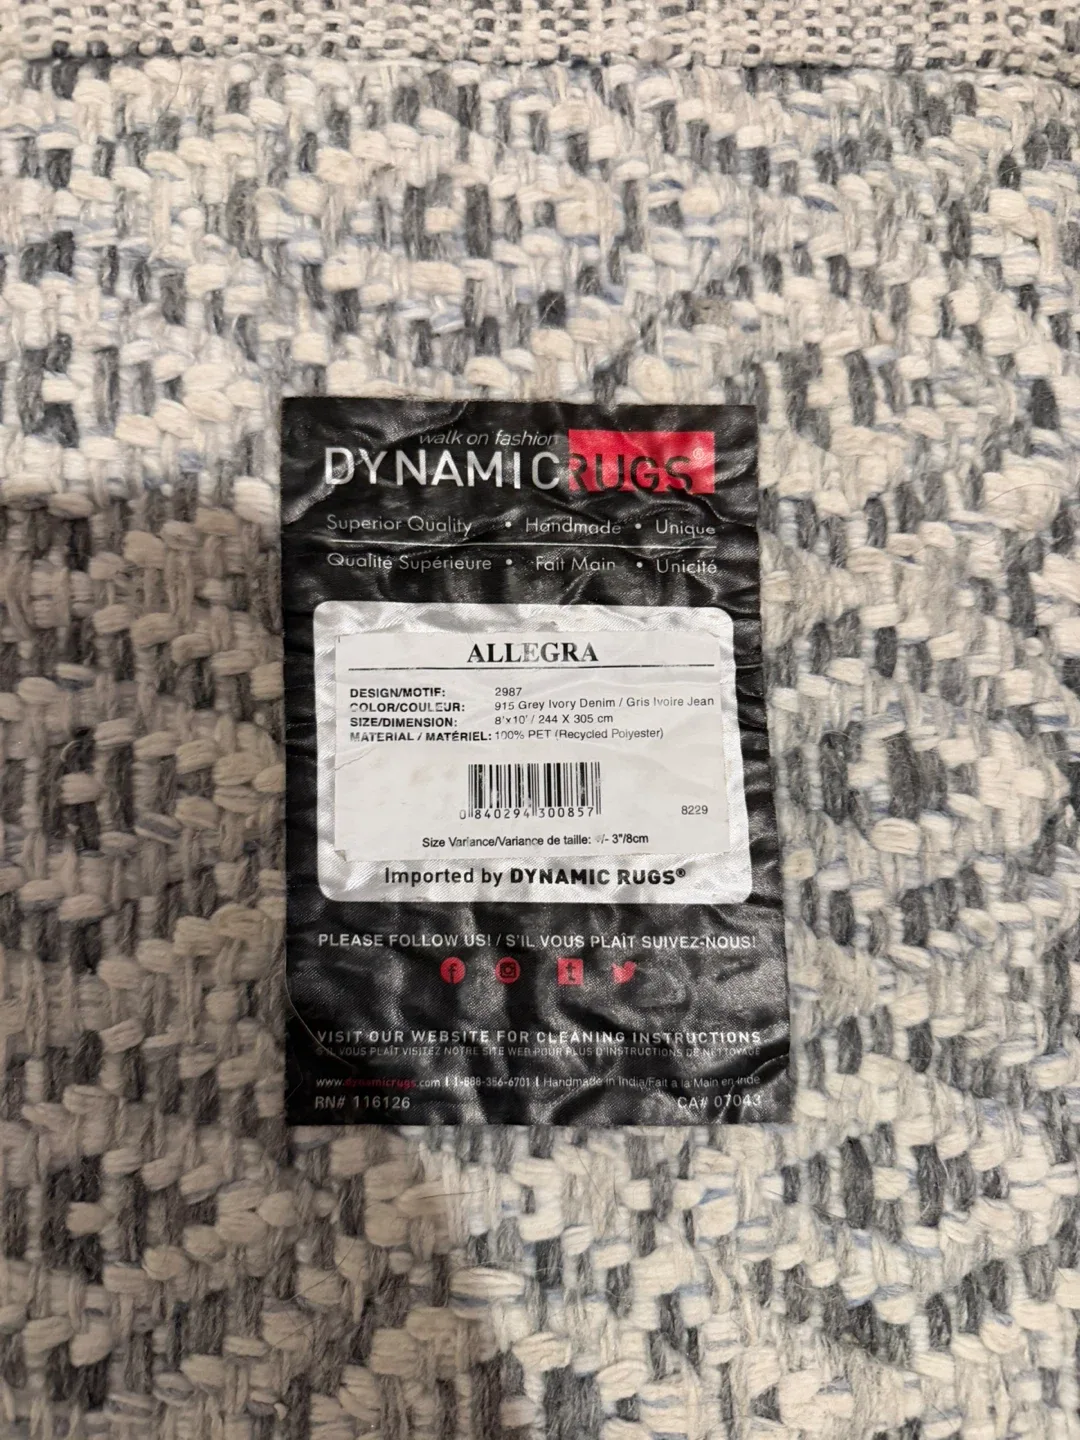 walk on fashion
DYNAMIC RUGS®
Superior Quality • Handmade • Unique
Qualité Supérieure • Fait Main • Unicité
ALLEGRA
DESIGN/MOTIF: 2987
COLOR/COULEUR: 915 Grey Ivory Denim / Gris Ivoire Jean
SIZE/DIMENSION: 8'x10' / 244 X 305 cm
MATERIAL / MATÉRIEL: 100% PET (Recycled Polyester)
0 840294 300857
8229
Size Variance/Variance de taille: +/- 3"/8cm
Imported by DYNAMIC RUGS®
PLEASE FOLLOW US! / S'IL VOUS PLAÎT SUIVEZ-NOUS!
VISIT OUR WEBSITE FOR CLEANING INSTRUCTIONS
S'IL VOUS PLAÎT VISITEZ NOTRE SITE WEB POUR PLUS D'INSTRUCTIONS DE NETTOYAGE
www.dynamicrugs.com | 1-888-356-6701 | Handmade in India/Fait a la Main en Inde
RN# 116126 CA# 07043